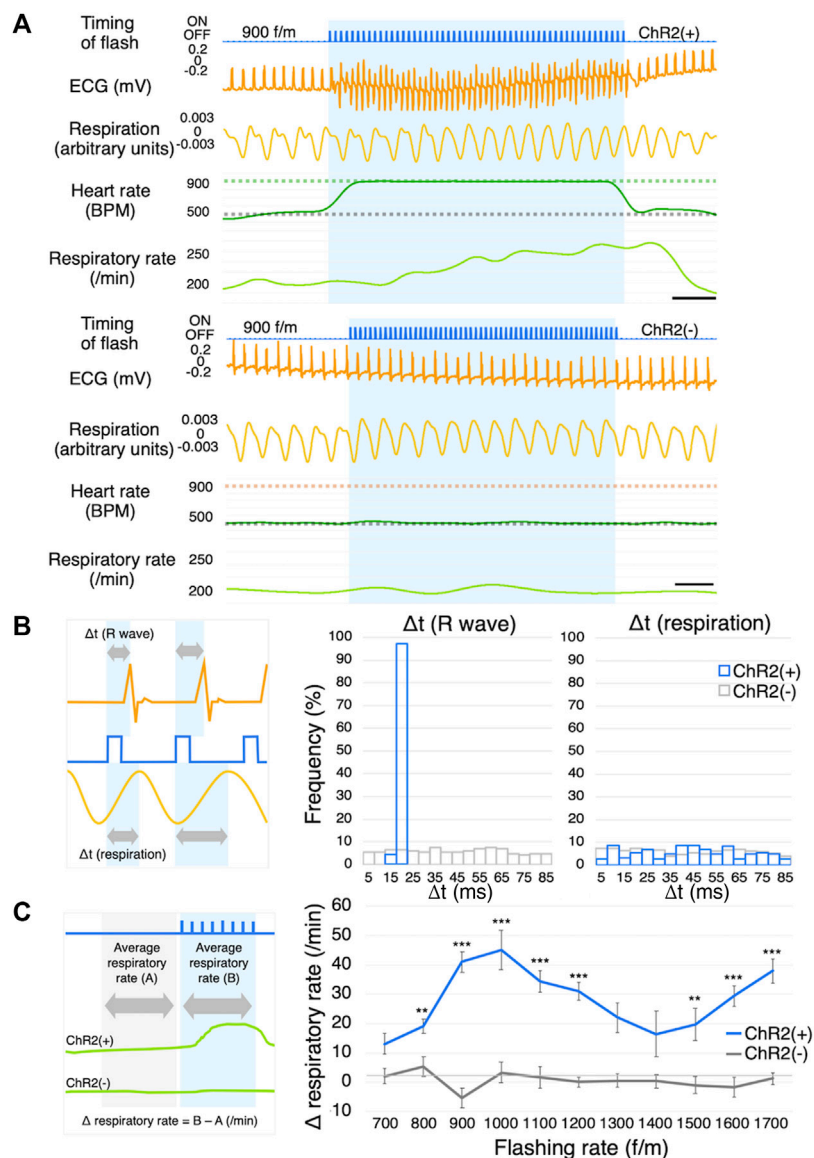 A
Timing
of flash
ON
OFF
900 f/m
ChR2(+)
0.2
0
-0.2
ECG (mV)
Respiration
(arbitrary units)
0.003
0
-0.003
Heart rate
(BPM)
900
500
Respiratory rate
(/min)
250
200
Timing
of flash
ON
OFF
900 f/m
ChR2(-)
0.2
0
-0.2
ECG (mV)
Respiration
(arbitrary units)
0.003
0
-0.003
Heart rate
(BPM)
900
500
Respiratory rate
(/min)
250
200
B
Δt (R wave)
Δt (respiration)
Δt (R wave)
Frequency (%)
100
90
80
70
60
50
40
30
20
10
0
5 15 25 35 45 55 65 75 85
Δt (respiration)
100
90
80
70
60
50
40
30
20
10
0
ChR2(+)
ChR2(-)
5 15 25 35 45 55 65 75 85
Δt (ms)
Δt (ms)
C
Average
respiratory
rate (A)
Average
respiratory
rate (B)
ChR2(+)
ChR2(-)
Δ respiratory rate = B – A (/min)
Δ respiratory rate (/min)
60
50
40
30
20
10
0
10
** *** *** *** *** ** *** ***
ChR2(+)
ChR2(-)
700 800 900 1000 1100 1200 1300 1400 1500 1600 1700
Flashing rate (f/m)